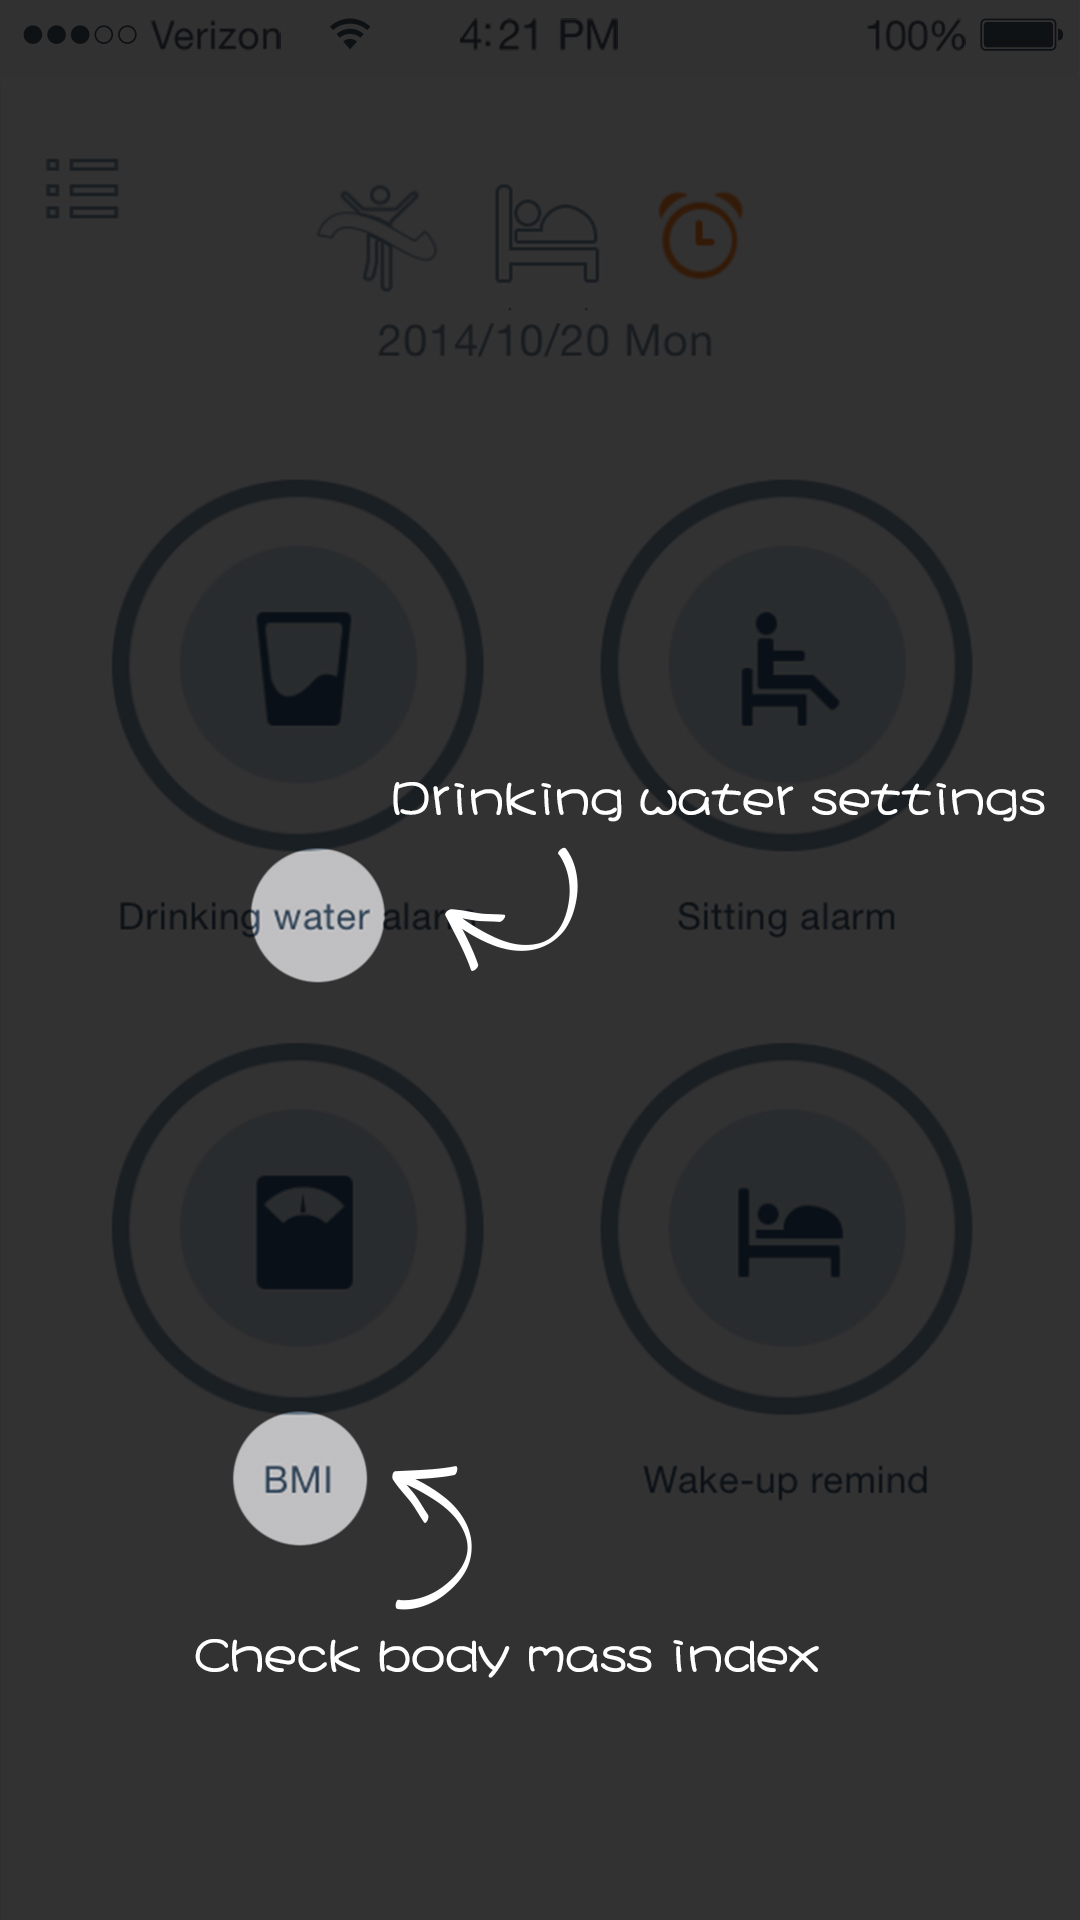 Verizon 4:21 PM 100%
2014/10/20 Mon
Drinking water settings
Drinking water alarm
Sitting alarm
BMI
Wake-up remind
Check body mass index